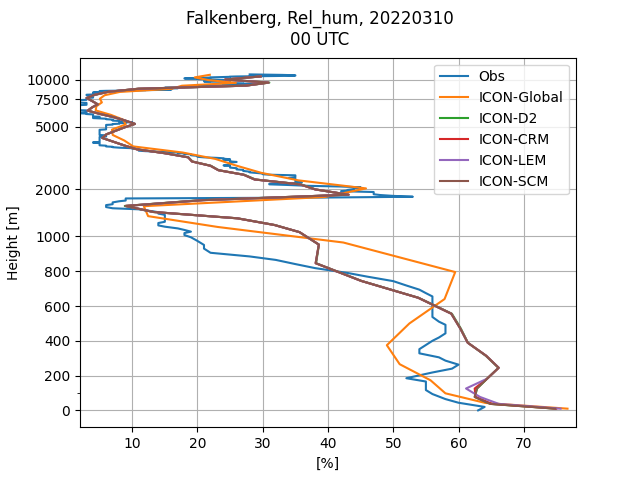 Falkenberg, Rel_hum, 20220310
00 UTC
Obs
ICON-Global
ICON-D2
ICON-CRM
ICON-LEM
ICON-SCM
Height [m]
10000
7500
5000
2000
1000
800
600
400
200
0
10 20 30 40 50 60 70
[%]